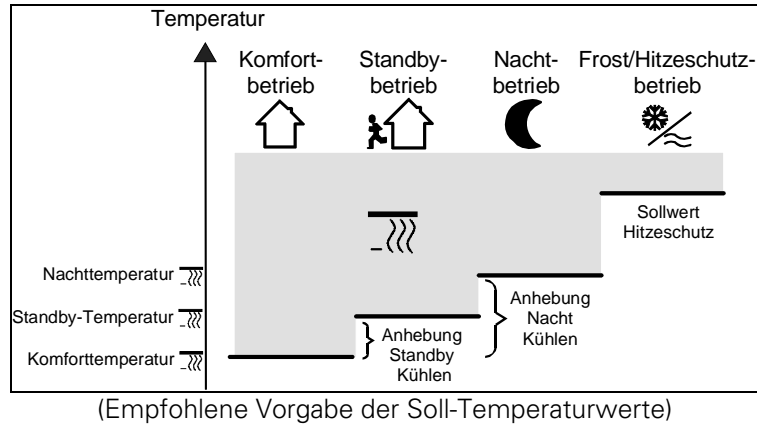 Temperatur
Komfort-
betrieb
Standby-
betrieb
Nacht-
betrieb
Frost/Hitzeschutz-
betrieb
Sollwert
Hitzeschutz
Nachttemperatur
Anhebung
Nacht
Kühlen
Standby-Temperatur
Anhebung
Standby
Kühlen
Komforttemperatur
(Empfohlene Vorgabe der Soll-Temperaturwerte)